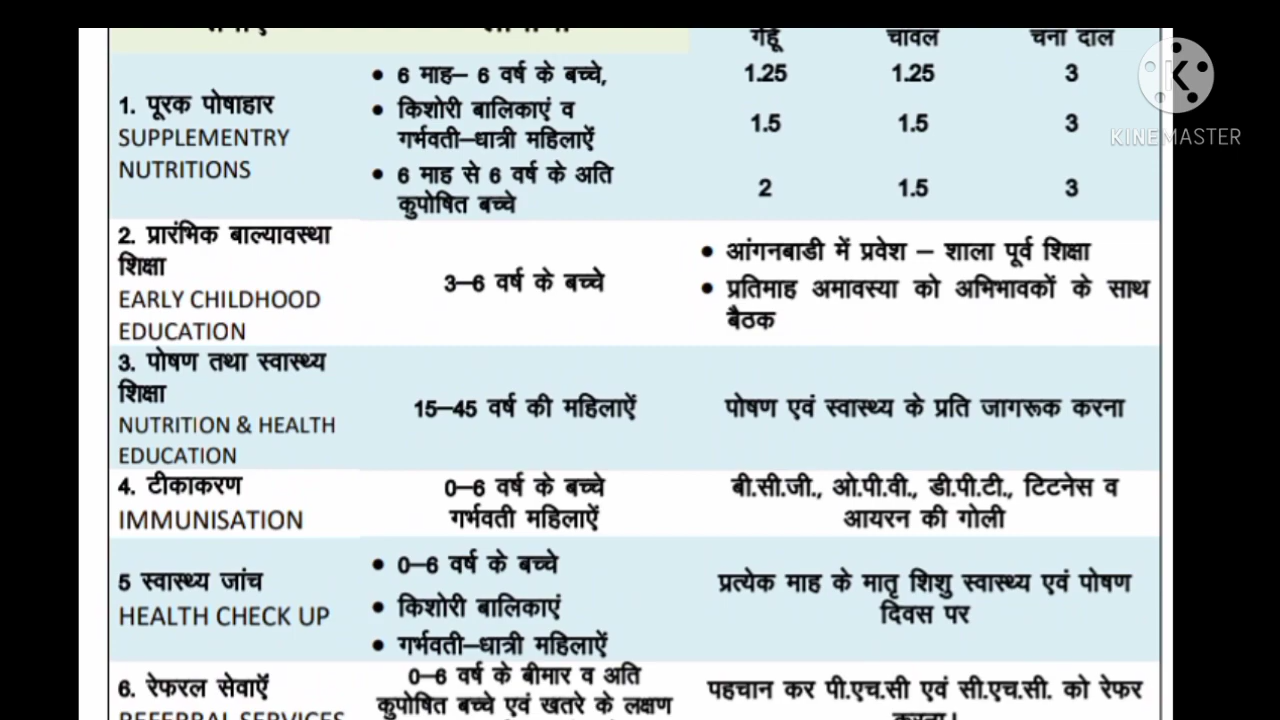 गेहूँ चावल चना दाल
• 6 माह– 6 वर्ष के बच्चे, 1.25 1.25 3
1. पूरक पोषाहार
SUPPLEMENTRY
NUTRITIONS
• किशोरी बालिकाएं व
गर्भवती–धात्री महिलाऐं
1.5 1.5 3
• 6 माह से 6 वर्ष के अति
कुपोषित बच्चे
2 1.5 3
2. प्रारंभिक बाल्यावस्था
शिक्षा
EARLY CHILDHOOD
EDUCATION
3–6 वर्ष के बच्चे
• आंगनबाडी में प्रवेश – शाला पूर्व शिक्षा
• प्रतिमाह अमावस्या को अभिभावकों के साथ
बैठक
3. पोषण तथा स्वास्थ्य
शिक्षा
NUTRITION & HEALTH
EDUCATION
15–45 वर्ष की महिलाऐं
पोषण एवं स्वास्थ्य के प्रति जागरूक करना
4. टीकाकरण
IMMUNISATION
0–6 वर्ष के बच्चे
गर्भवती महिलाऐं
बी.सी.जी., ओ.पी.वी., डी.पी.टी., टिटनेस व
आयरन की गोली
5 स्वास्थ्य जांच
HEALTH CHECK UP
• 0–6 वर्ष के बच्चे
• किशोरी बालिकाएं
• गर्भवती–धात्री महिलाऐं
प्रत्येक माह के मातृ शिशु स्वास्थ्य एवं पोषण
दिवस पर
6. रेफरल सेवाऐं
REFERRAL SERVICES
0–6 वर्ष के बीमार व अति
कुपोषित बच्चे एवं खतरे के लक्षण
पहचान कर पी.एच.सी एवं सी.एच.सी. को रेफर
करना।
KINEMASTER